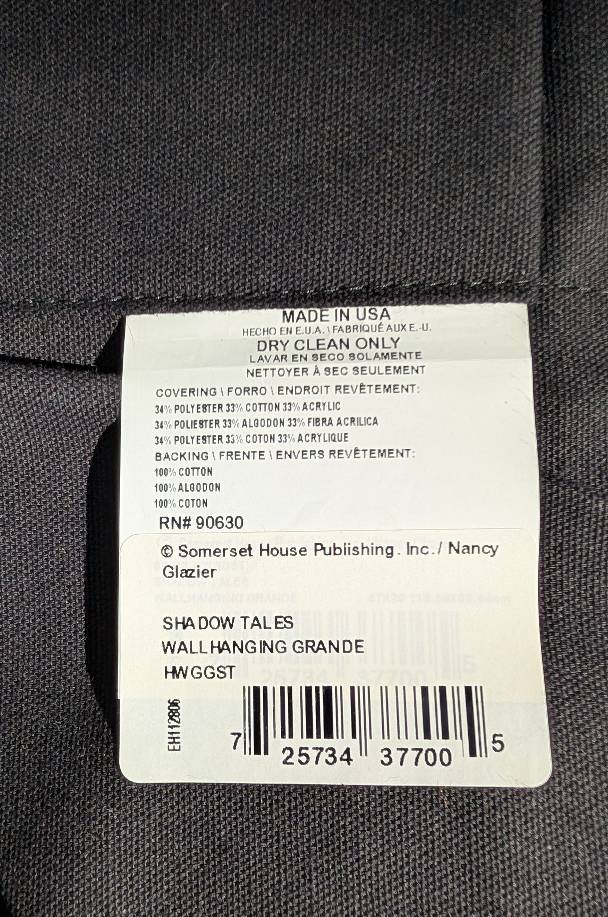 MADE IN USA
HECHO EN E.U.A. \ FABRIQUÉ AUX E.-U.
DRY CLEAN ONLY
LAVAR EN SECO SOLAMENTE
NETTOYER À SEC SEULEMENT
COVERING \ FORRO \ ENDROIT REVÊTEMENT:
34% POLYESTER 33% COTTON 33% ACRYLIC
34% POLIESTER 33% ALGODON 33% FIBRA ACRILICA
34% POLYESTER 33% COTON 33% ACRYLIQUE
BACKING \ FRENTE \ ENVERS REVÊTEMENT:
100% COTTON
100% ALGODON
100% COTON
RN# 90630
© Somerset House Publishing. Inc./ Nancy
Glazier
SHADOW TALES
WALLHANGING GRANDE
HWGGST
EH112806
7 25734 37700 5